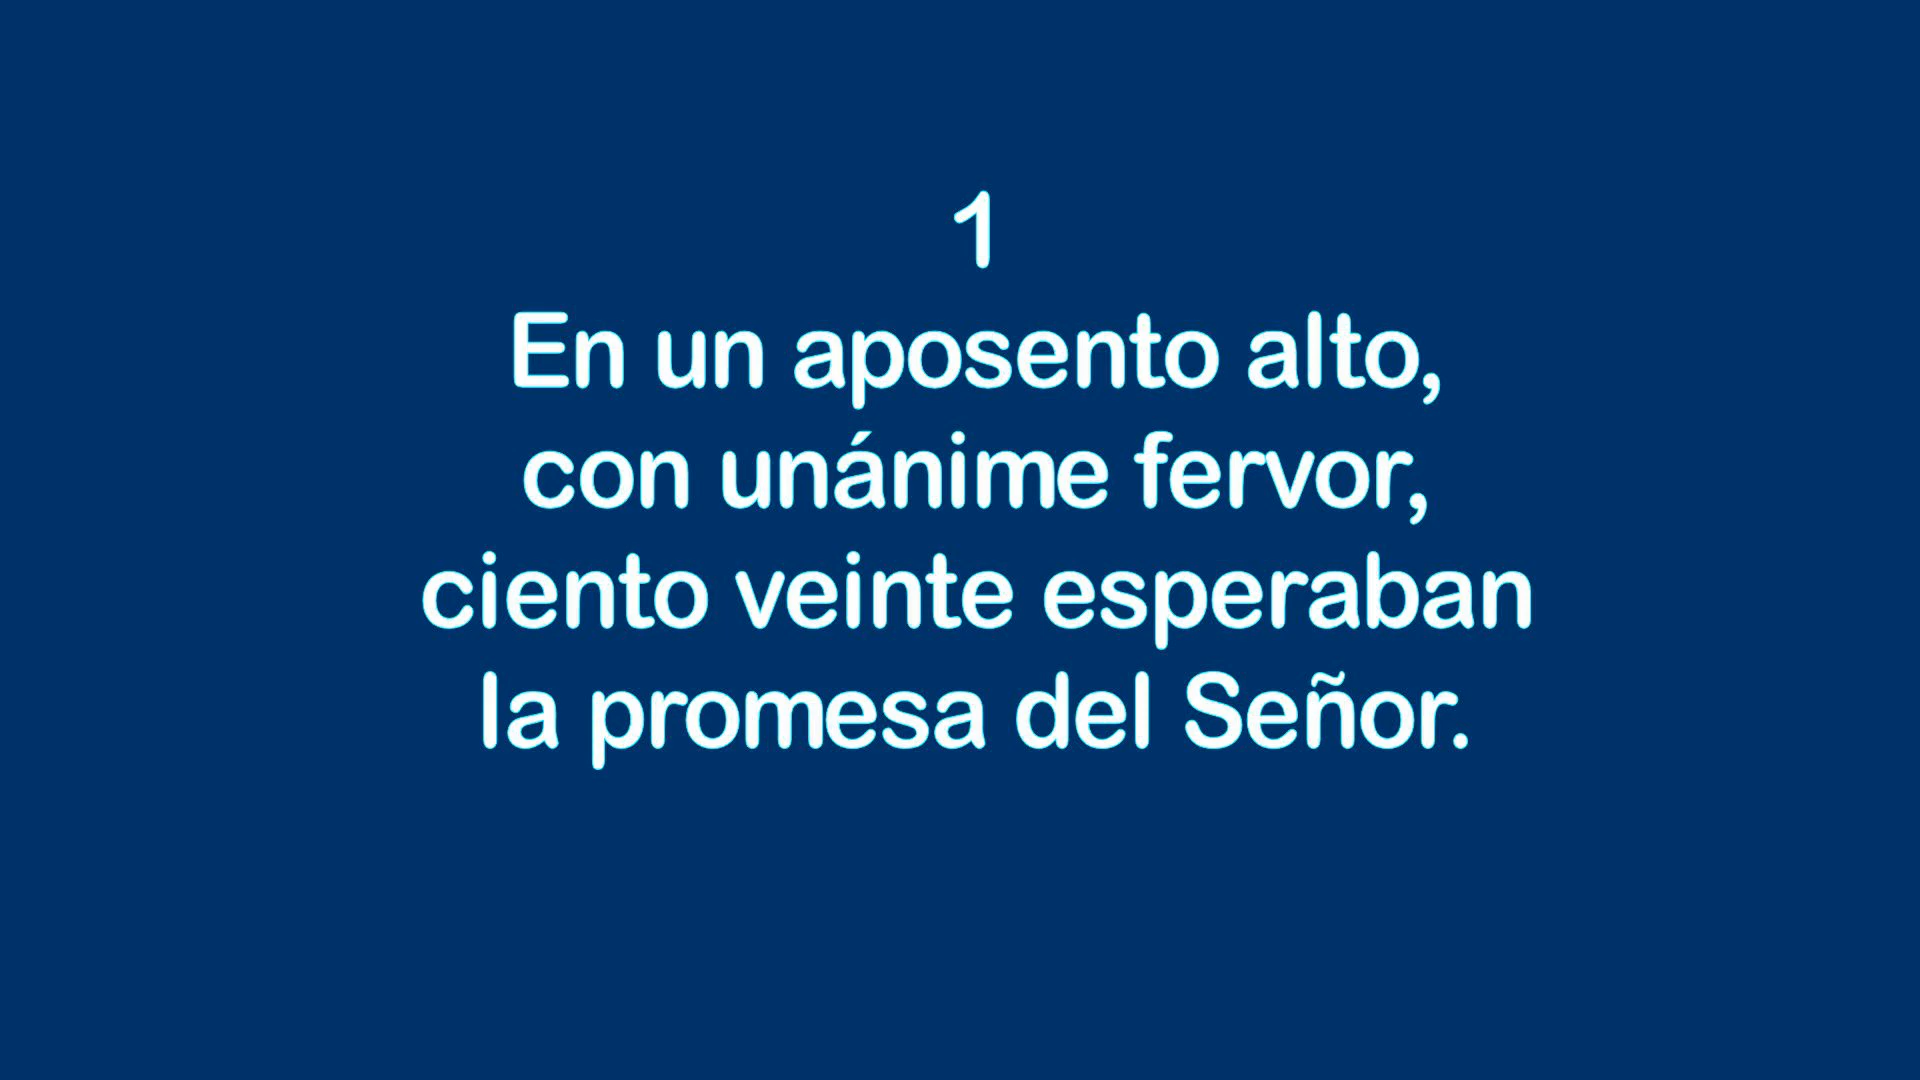 1
En un aposento alto,
con unánime fervor,
ciento veinte esperaban
la promesa del Señor.